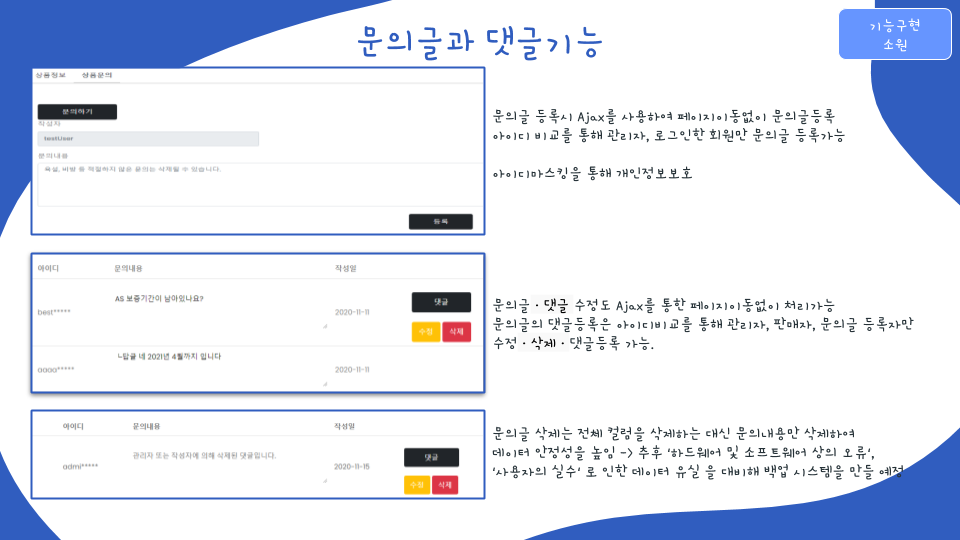 문의글과 댓글기능
기능구현
소원
상품정보 상품문의
문의하기
작성자
testUser
문의내용
욕설, 비방 등 적절하지 않은 문의는 삭제될 수 있습니다.
등록
문의글 등록시 Ajax를 사용하여 페이지이동없이 문의글등록
아이디 비교를 통해 관리자, 로그인한 회원만 문의글 등록가능
아이디마스킹을 통해 개인정보보호
아이디 문의내용 작성일
AS 보증기간이 남아있나요?
best***** 2020-11-11 댓글
수정 삭제
ㄴ답글 네 2021년 4월까지 입니다
aaaa***** 2020-11-11
문의글 · 댓글 수정도 Ajax를 통한 페이지이동없이 처리가능
문의글의 댓글등록은 아이디비교를 통해 관리자, 판매자, 문의글 등록자만
수정 · 삭제 · 댓글등록 가능.
아이디 문의내용 작성일
관리자 또는 작성자에 의해 삭제된 댓글입니다.
admi***** 2020-11-15 댓글
수정 삭제
문의글 삭제는 전체 컬럼을 삭제하는 대신 문의내용만 삭제하여
데이터 안정성을 높임 -> 추후 '하드웨어 및 소프트웨어 상의 오류',
'사용자의 실수' 로 인한 데이터 유실 을 대비해 백업 시스템을 만들 예정